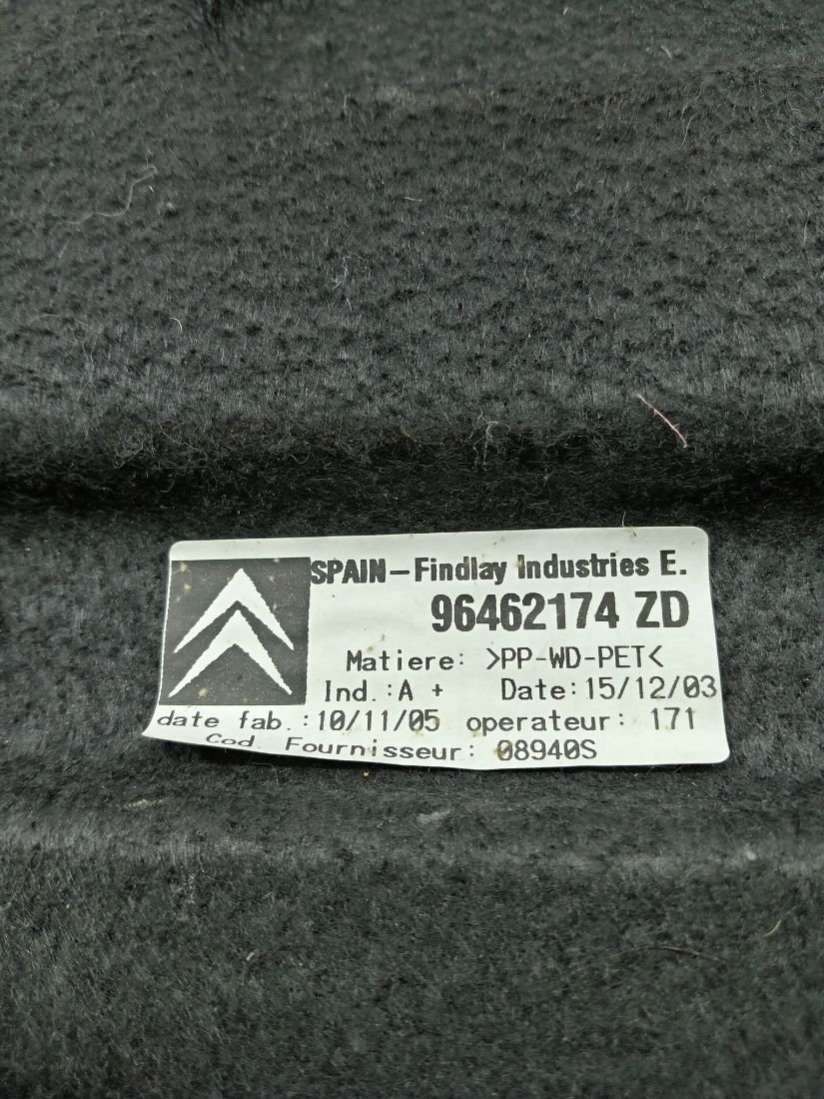 SPAIN-Findlay Industries E.
96462174 ZD
Matiere: >PP-WD-PET<
Ind.:A + Date:15/12/03
date fab.:10/11/05 operateur: 171
Cod. Fournisseur: 08940S